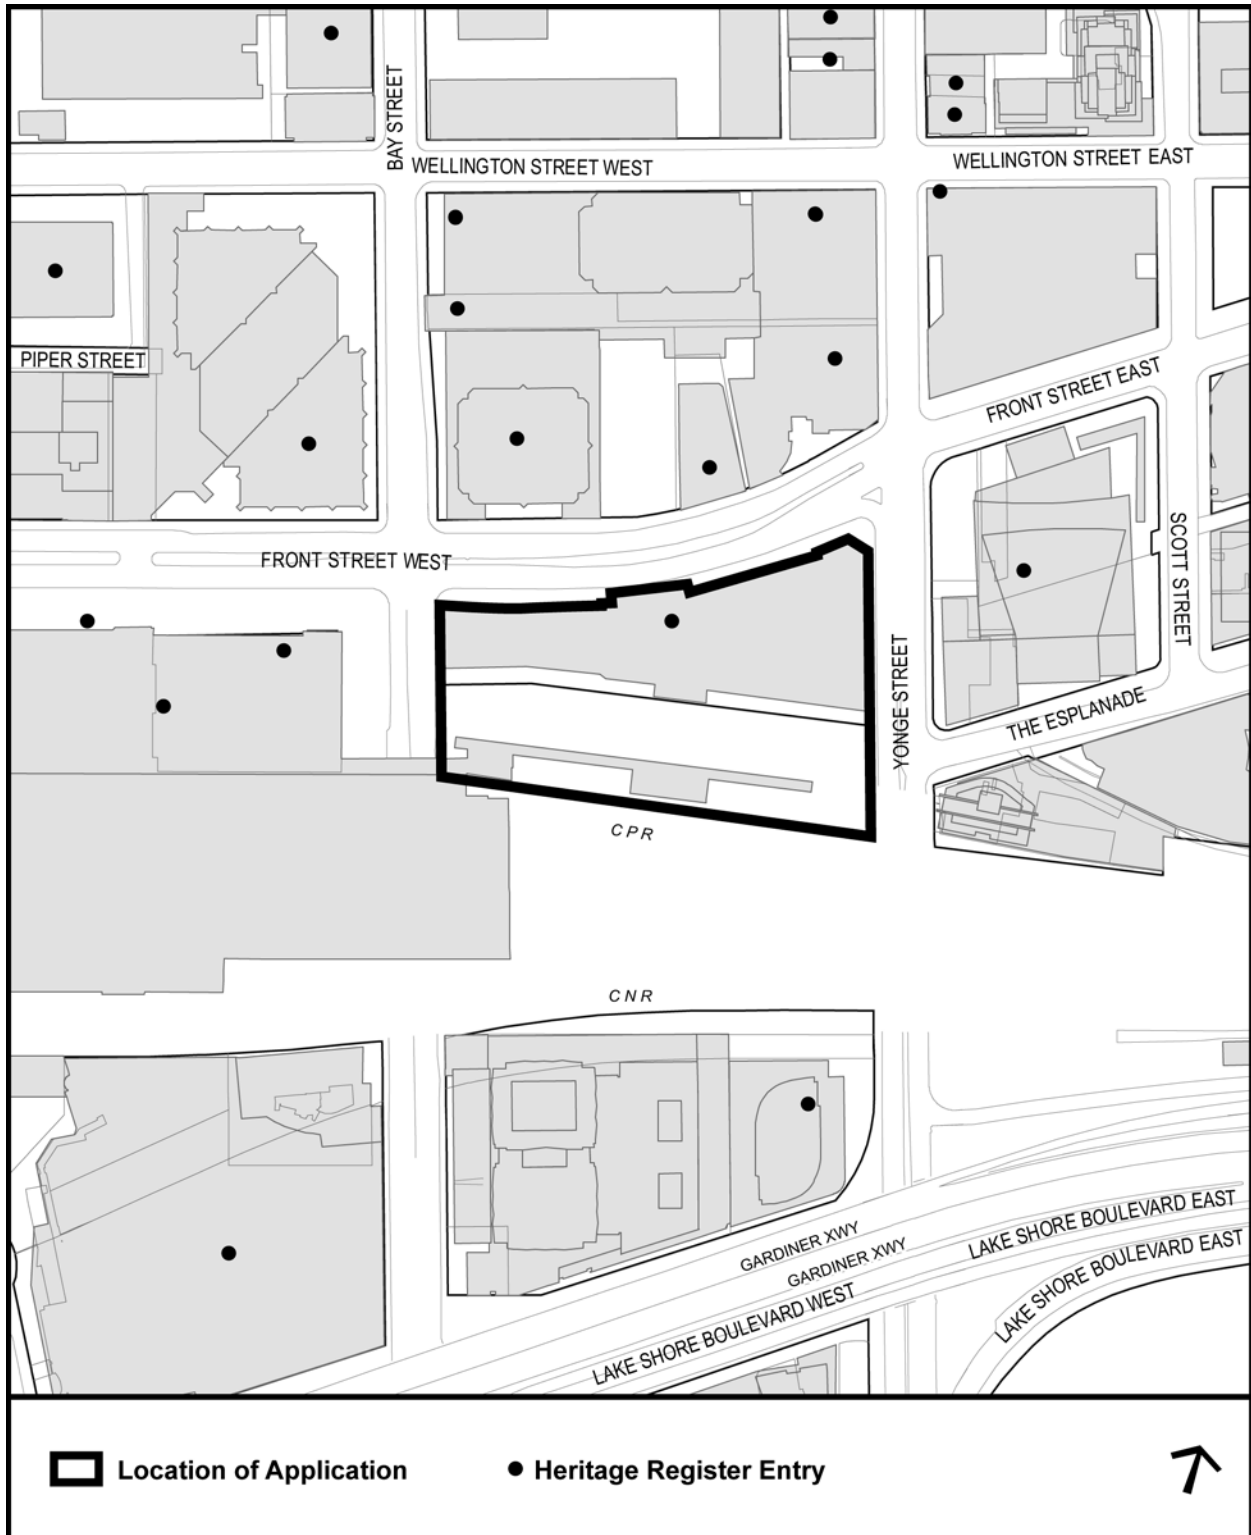 BAY STREET
WELLINGTON STREET WEST
WELLINGTON STREET EAST
PIPER STREET
FRONT STREET EAST
FRONT STREET WEST
SCOTT STREET
YONGE STREET
THE ESPLANADE
CPR
CNR
GARDINER XWY
GARDINER XWY
LAKE SHORE BOULEVARD EAST
LAKE SHORE BOULEVARD EAST
LAKE SHORE BOULEVARD WEST
Location of Application
Heritage Register Entry